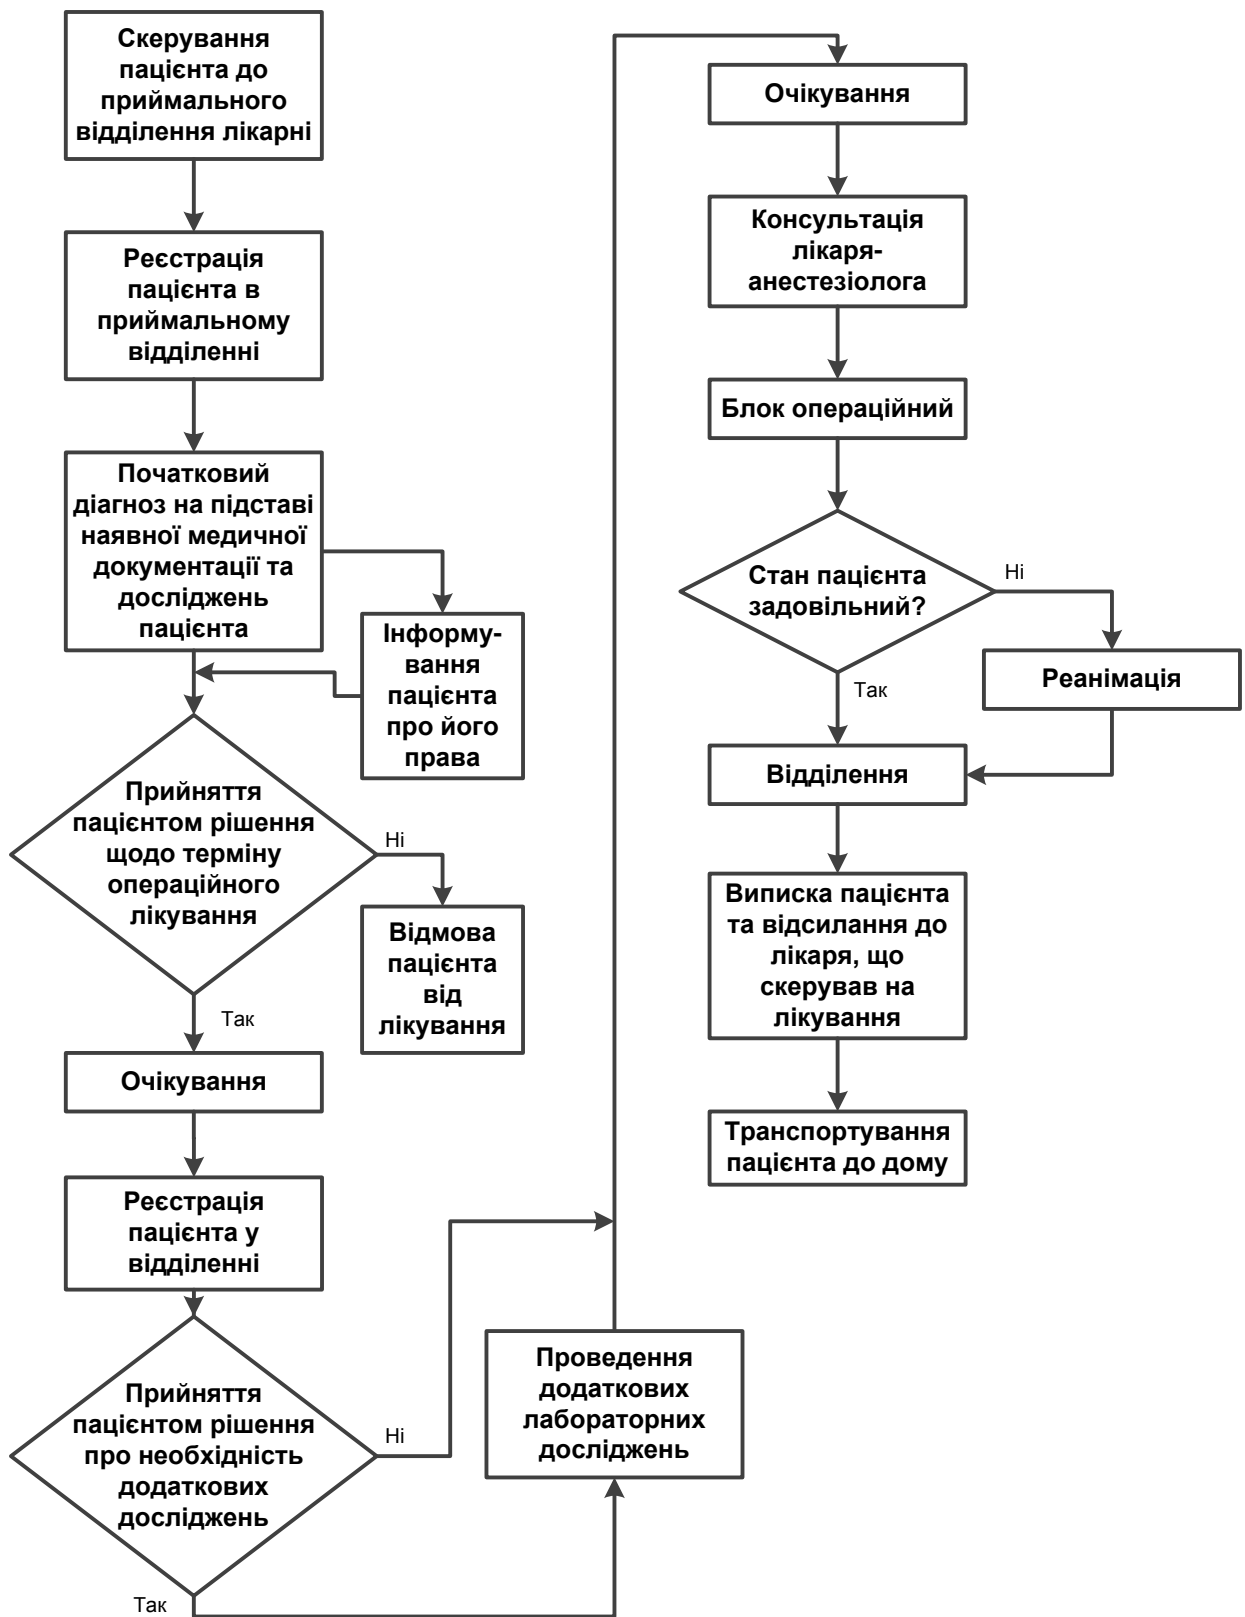 Скерування
пацієнта до
приймального
відділення лікарні
Реєстрація
пацієнта в
приймальному
відділенні
Початковий
діагноз на підставі
наявної медичної
документації та
досліджень
пацієнта
Інформу-
вання
пацієнта
про його
права
Прийняття
пацієнтом рішення
щодо терміну
операційного
лікування
Ні
Відмова
пацієнта
від
лікування
Так
Очікування
Реєстрація
пацієнта у
відділенні
Прийняття
пацієнтом рішення
про необхідність
додаткових
досліджень
Ні
Так
Проведення
додаткових
лабораторних
досліджень
Очікування
Консультація
лікаря-
анестезіолога
Блок операційний
Стан пацієнта
задовільний?
Ні
Реанімація
Так
Відділення
Виписка пацієнта
та відсилання до
лікаря, що
скерував на
лікування
Транспортування
пацієнта до дому